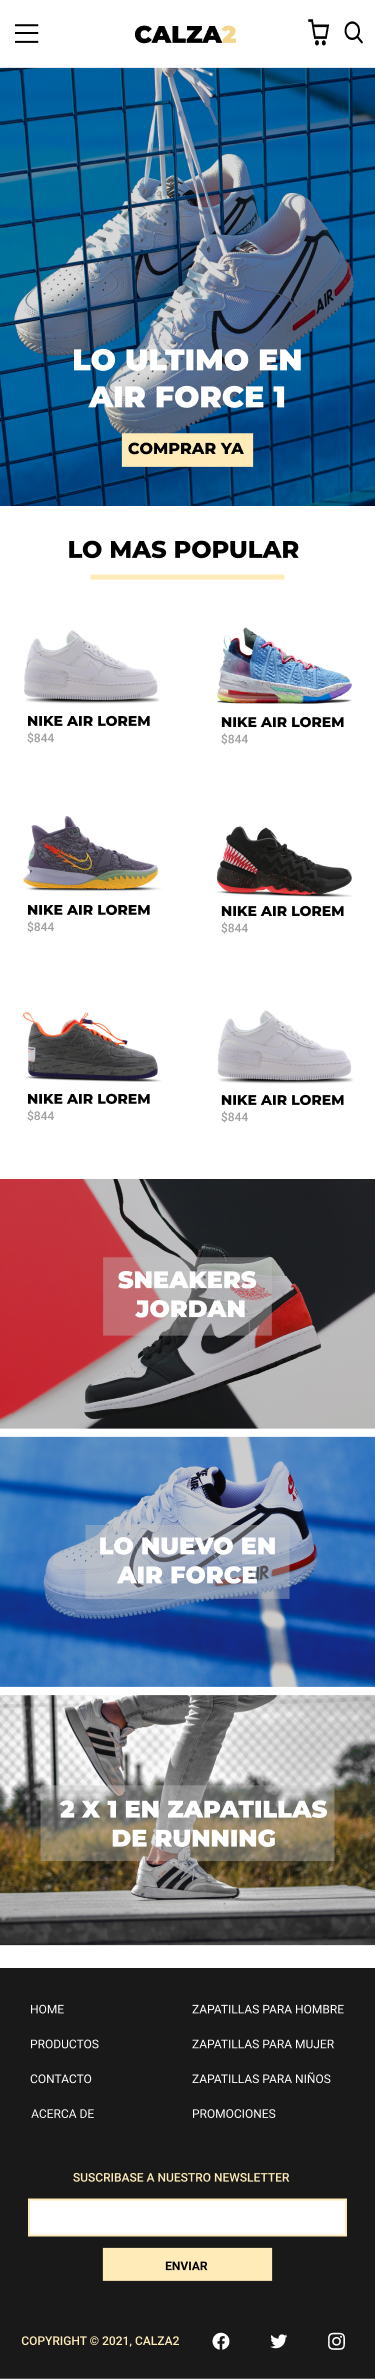 CALZA2
AIR
LO ULTIMO EN
AIR FORCE 1
COMPRAR YA
LO MAS POPULAR
NIKE AIR LOREM
$844
NIKE AIR LOREM
$844
NIKE AIR LOREM
$844
NIKE AIR LOREM
$844
NIKE AIR LOREM
$844
NIKE AIR LOREM
$844
SNEAKERS
JORDAN
AIR
LO NUEVO EN
AIR FORCE
2 X 1 EN ZAPATILLAS
DE RUNNING
HOME
PRODUCTOS
CONTACTO
ACERCA DE
ZAPATILLAS PARA HOMBRE
ZAPATILLAS PARA MUJER
ZAPATILLAS PARA NIÑOS
PROMOCIONES
SUSCRIBASE A NUESTRO NEWSLETTER
ENVIAR
COPYRIGHT © 2021, CALZA2